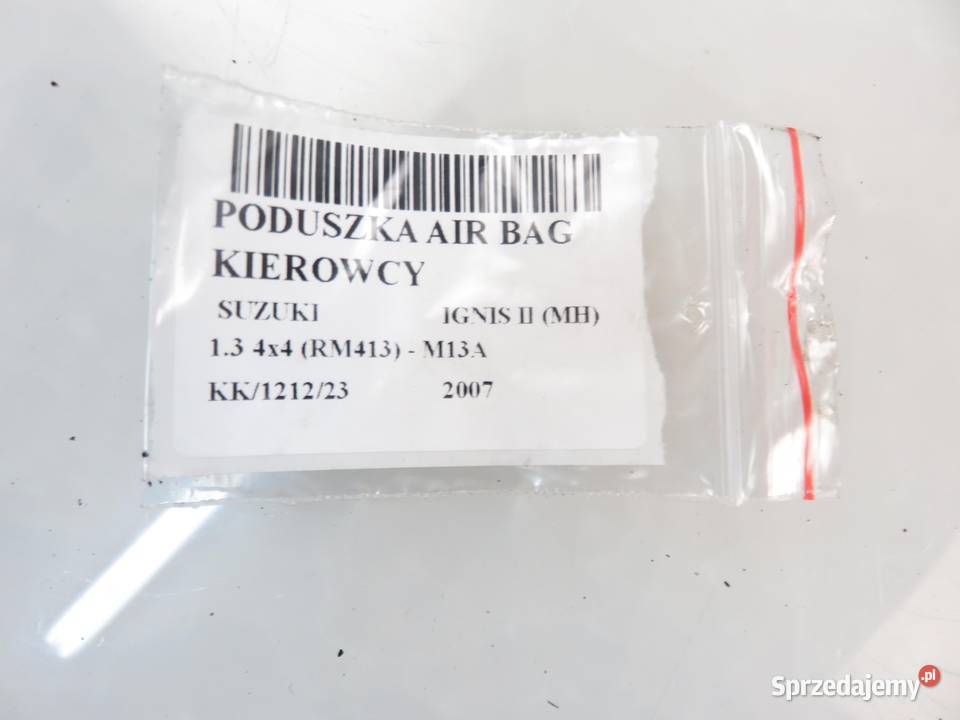 PODUSZKA AIR BAG
KIEROWCY
SUZUKI IGNIS II (MH)
1.3 4x4 (RM413) - M13A
KK/1212/23 2007
Sprzedajemy.pl